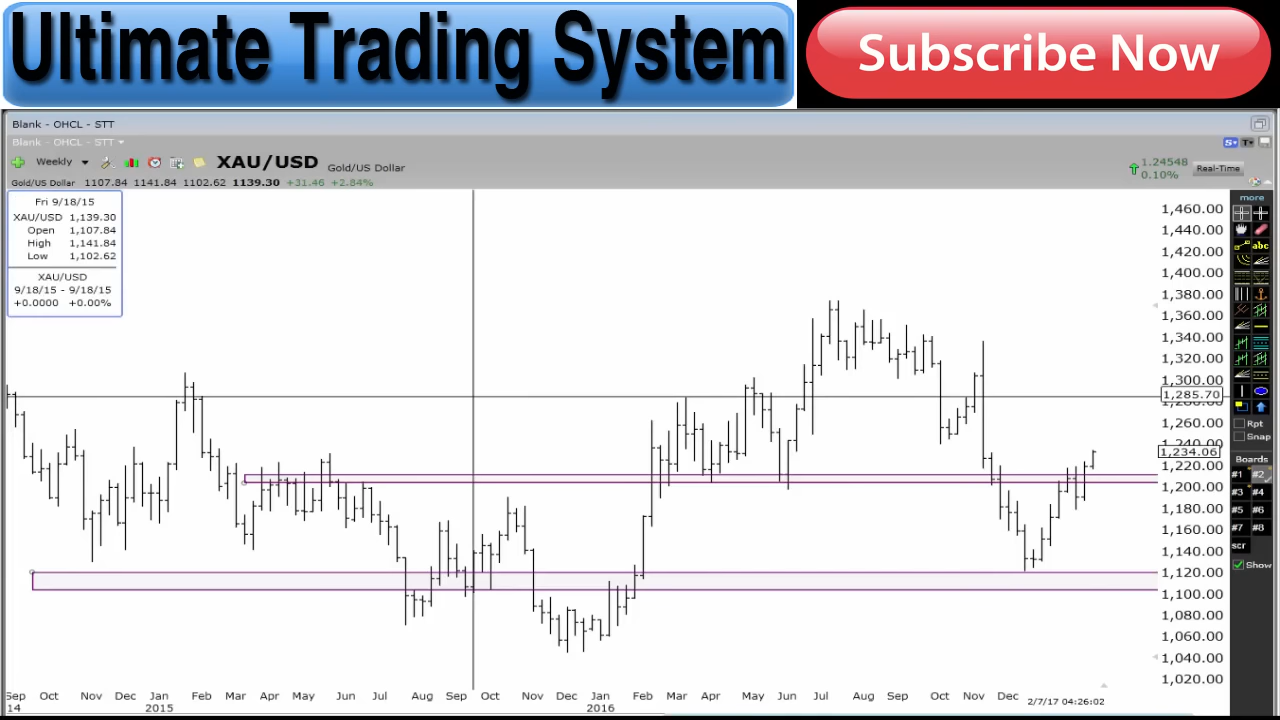 Ultimate Trading System
Subscribe Now
Blank - OHCL - STT
Blank - OHCL - STT
Weekly
XAU/USD
Gold/US Dollar
1.24548
0.10%
Real-Time
S
T
Gold/US Dollar 1107.84 1141.84 1102.62 1139.30 +31.46 +2.84%
Fri 9/18/15
XAU/USD 1,139.30
Open 1,107.84
High 1,141.84
Low 1,102.62
XAU/USD
9/18/15 - 9/18/15
+0.0000 +0.00%
1,460.00
1,440.00
1,420.00
1,400.00
1,380.00
1,360.00
1,340.00
1,320.00
1,300.00
1,285.70
1,280.00
1,260.00
1,240.00
1,234.06
1,220.00
1,200.00
1,180.00
1,160.00
1,140.00
1,120.00
1,100.00
1,080.00
1,060.00
1,040.00
1,020.00
more
abc
Rpt
Snap
Boards
#1 #2
#3 #4
#5 #6
#7 #8
scr
Show
Sep Oct Nov Dec Jan Feb Mar Apr May Jun Jul Aug Sep Oct Nov Dec Jan Feb Mar Apr May Jun Jul Aug Sep Oct Nov Dec
14 2015 2016
2/7/17 04:26:02